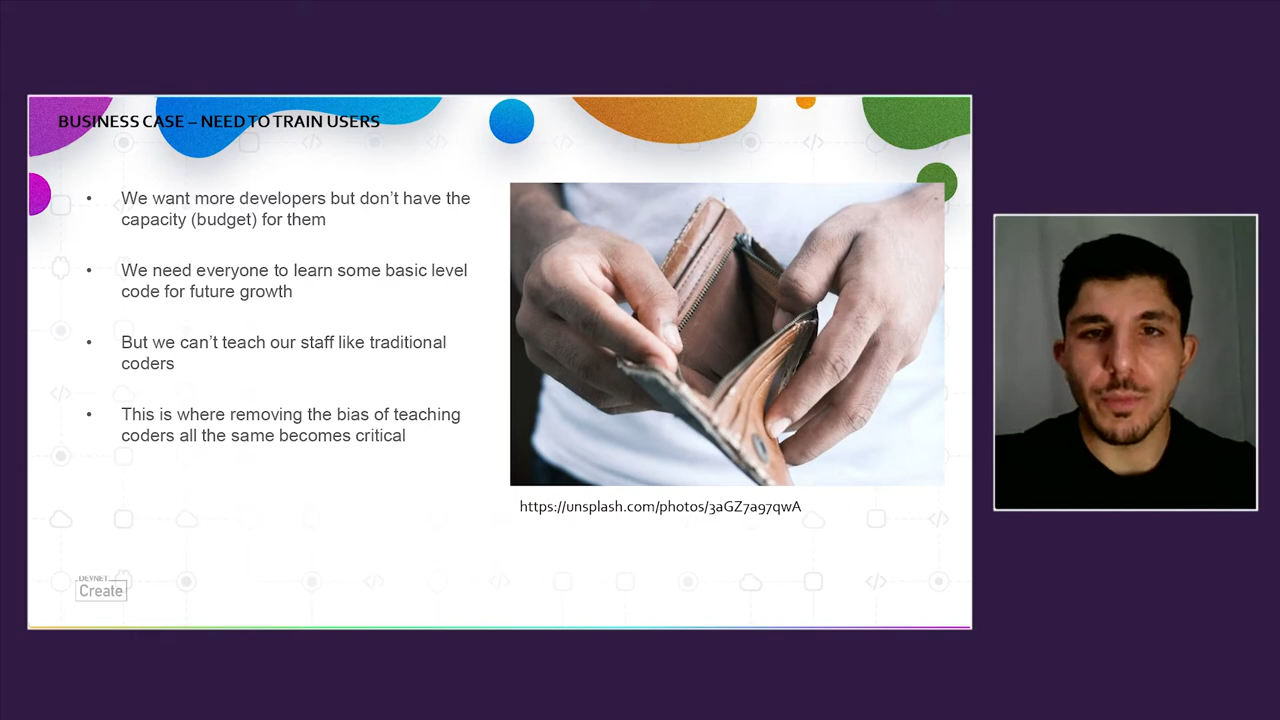 BUSINESS CASE – NEED TO TRAIN USERS
• We want more developers but don’t have the
capacity (budget) for them
• We need everyone to learn some basic level
code for future growth
• But we can’t teach our staff like traditional
coders
• This is where removing the bias of teaching
coders all the same becomes critical
https://unsplash.com/photos/3aGZ7a97qwA
DEVNET
Create